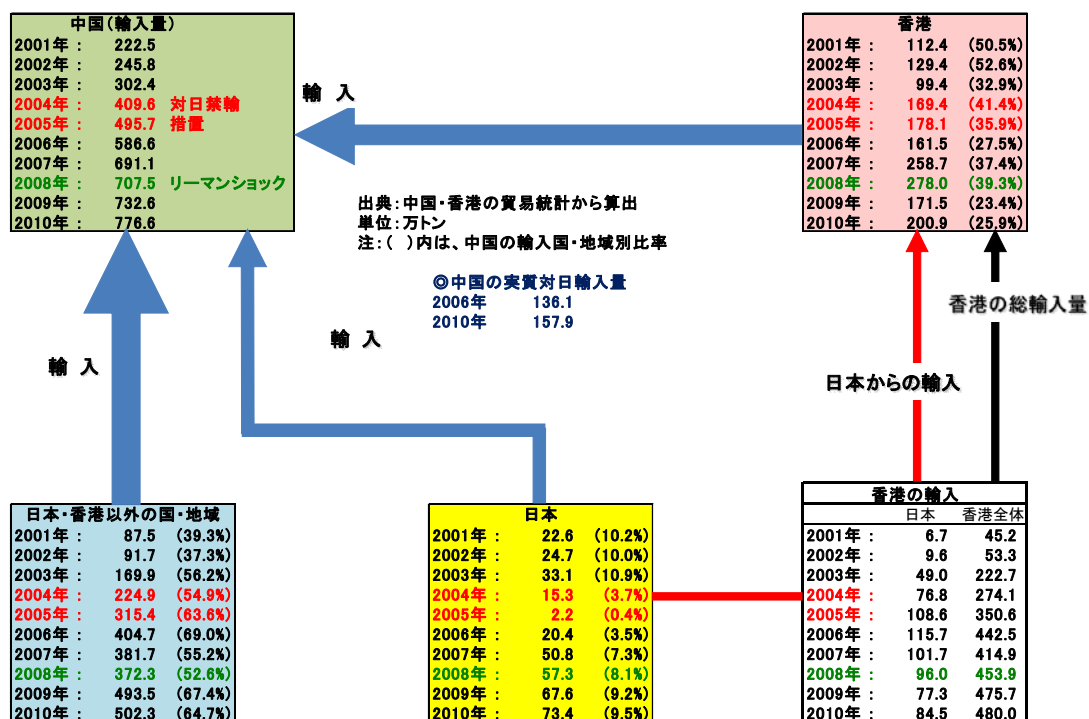 中国(輸入量)
2001年： 222.5
2002年： 245.8
2003年： 302.4
2004年： 409.6 対日禁輸
2005年： 495.7 措置
2006年： 586.6
2007年： 691.1
2008年： 707.5 リーマンショック
2009年： 732.6
2010年： 776.6
輸 入
香港
2001年： 112.4 (50.5%)
2002年： 129.4 (52.6%)
2003年： 99.4 (32.9%)
2004年： 169.4 (41.4%)
2005年： 178.1 (35.9%)
2006年： 161.5 (27.5%)
2007年： 258.7 (37.4%)
2008年： 278.0 (39.3%)
2009年： 171.5 (23.4%)
2010年： 200.9 (25.9%)
出典：中国・香港の貿易統計から算出
単位：万トン
注：( )内は、中国の輸入国・地域別比率
◎中国の実質対日輸入量
2006年 136.1
2010年 157.9
香港の総輸入量
輸 入
輸 入
日本からの輸入
日本・香港以外の国・地域
2001年： 87.5 (39.3%)
2002年： 91.7 (37.3%)
2003年： 169.9 (56.2%)
2004年： 224.9 (54.9%)
2005年： 315.4 (63.6%)
2006年： 404.7 (69.0%)
2007年： 381.7 (55.2%)
2008年： 372.3 (52.6%)
2009年： 493.5 (67.4%)
2010年： 502.3 (64.7%)
日本
2001年： 22.6 (10.2%)
2002年： 24.7 (10.0%)
2003年： 33.1 (10.9%)
2004年： 15.3 (3.7%)
2005年： 2.2 (0.4%)
2006年： 20.4 (3.5%)
2007年： 50.8 (7.3%)
2008年： 57.3 (8.1%)
2009年： 67.6 (9.2%)
2010年： 73.4 (9.5%)
香港の輸入
日本 香港全体
2001年： 6.7 45.2
2002年： 9.6 53.3
2003年： 49.0 222.7
2004年： 76.8 274.1
2005年： 108.6 350.6
2006年： 115.7 442.5
2007年： 101.7 414.9
2008年： 96.0 453.9
2009年： 77.3 475.7
2010年： 84.5 480.0